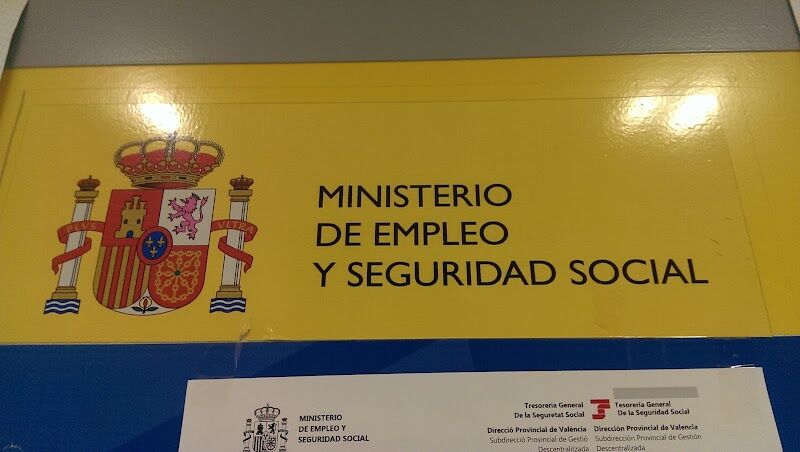 PLUS VLTRA
MINISTERIO
DE EMPLEO
Y SEGURIDAD SOCIAL
MINISTERIO
DE EMPLEO Y
SEGURIDAD SOCIAL
Tresoreria General
De la Seguretat Social
Direcció Provincial de València
Subdirecció Provincial de Gestió
Descentralitzada
Tesorería General
De la Seguridad Social
Dirección Provincial de Valencia
Subdirección Provincial de Gestión
Descentralizada